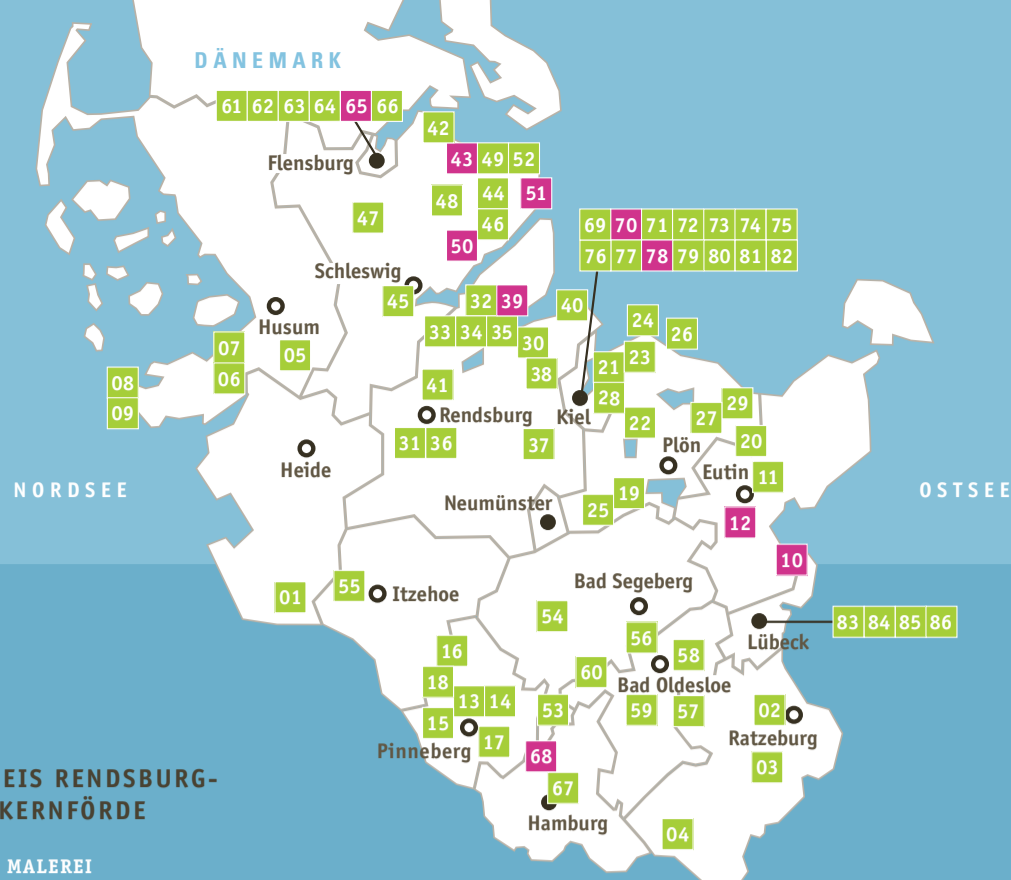 DÄNEMARK
61 62 63 64 65 66
42
Flensburg
43 49 52
48 44 51
47
46
50
69 70 71 72 73 74 75
76 77 78 79 80 81 82
Schleswig
45
32 39
40
Husum
33 34 35
30
24
26
07
05
23
21
06
38
08
41
28
29
09
Rendsburg
Kiel
22
27
31 36
37
20
Heide
Plön
Eutin
11
NORDSEE
OSTSEE
19
Neumünster
25
12
10
55
Itzehoe
Bad Segeberg
01
54
83 84 85 86
56
Lübeck
16
58
60
18
Bad Oldesloe
13 14
53
59
57
02
15
Ratzeburg
Pinneberg
17
68
03
EIS RENDSBURG-
67
KERNFÖRDE
Hamburg
04
MALEREI